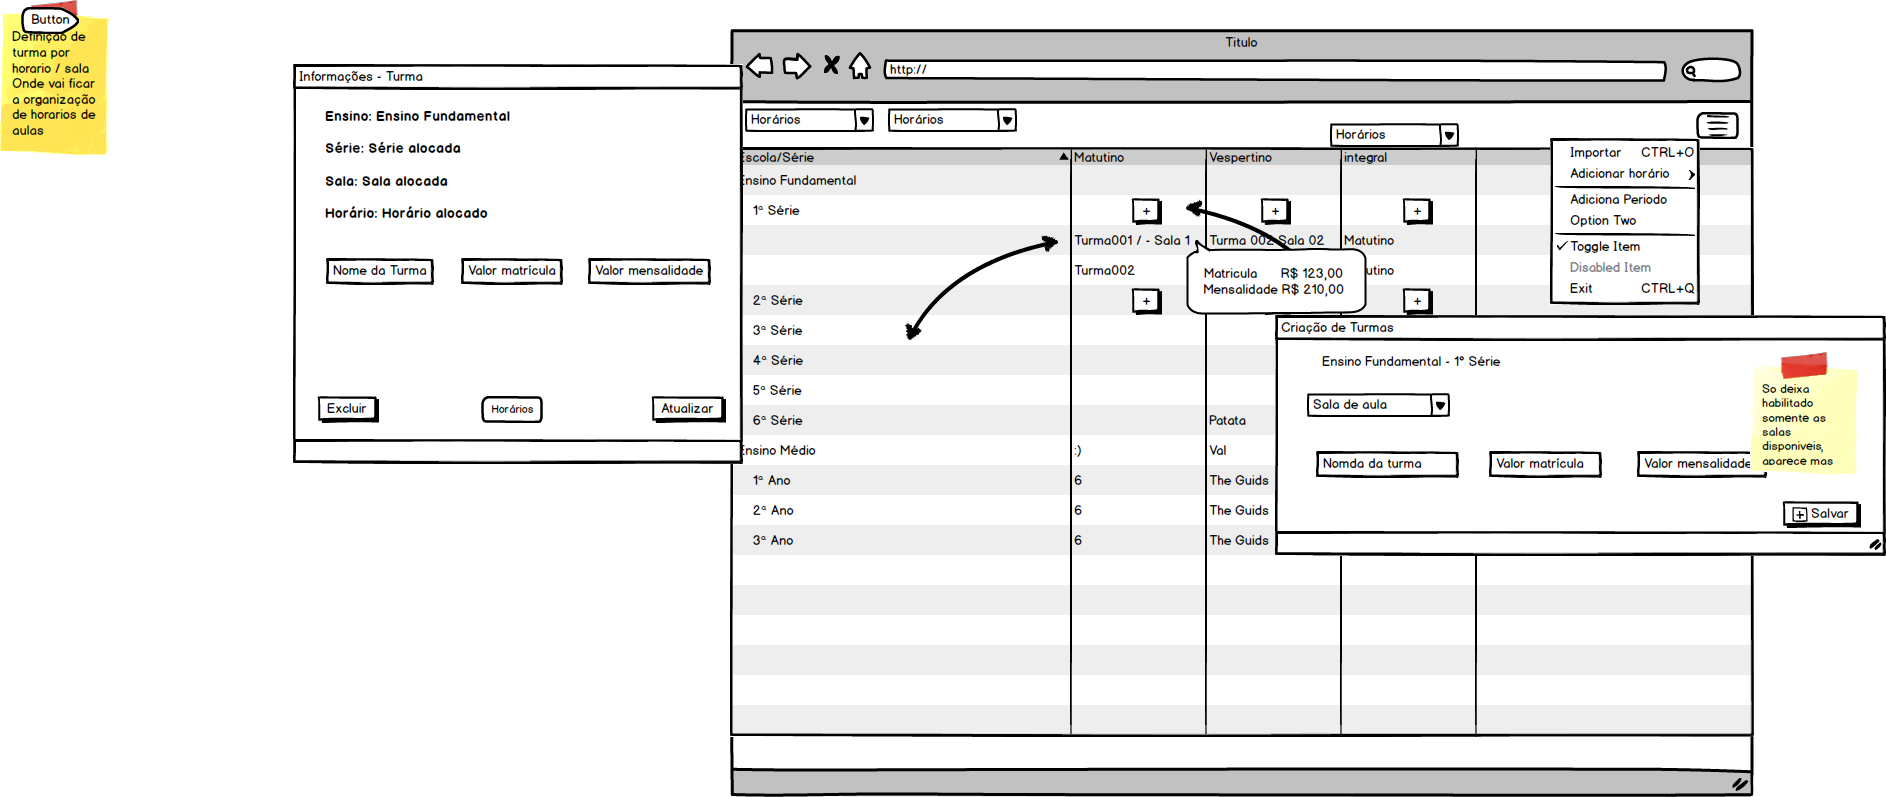 Button
Definição de
turma por
horario / sala
Onde vai ficar
a organização
de horarios de
aulas
Informações - Turma
Ensino: Ensino Fundamental
Série: Série alocada
Sala: Sala alocada
Horário: Horário alocado
Nome da Turma Valor matrícula Valor mensalidade
Excluir Horários Atualizar
Titulo
http://
Horários Horários Horários
Escola/Série Matutino Vespertino integral
Ensino Fundamental
1ª Série + + +
Turma001 / - Sala 1 Turma 002 Sala 02 Matutino
Turma002 utino
Matricula R$ 123,00
Mensalidade R$ 210,00
2ª Série + +
3ª Série
4ª Série
5ª Série
6ª Série Patata
Ensino Médio :) Val
1ª Ano 6 The Guids
2ª Ano 6 The Guids
3ª Ano 6 The Guids
Importar CTRL+O
Adicionar horário
Adiciona Periodo
Option Two
Toggle Item
Disabled Item
Exit CTRL+Q
Criação de Turmas
Ensino Fundamental - 1º Série
Sala de aula
Nomda da turma Valor matrícula Valor mensalidade
Salvar
So deixa
habilitado
somente as
salas
disponiveis,
aparece mas